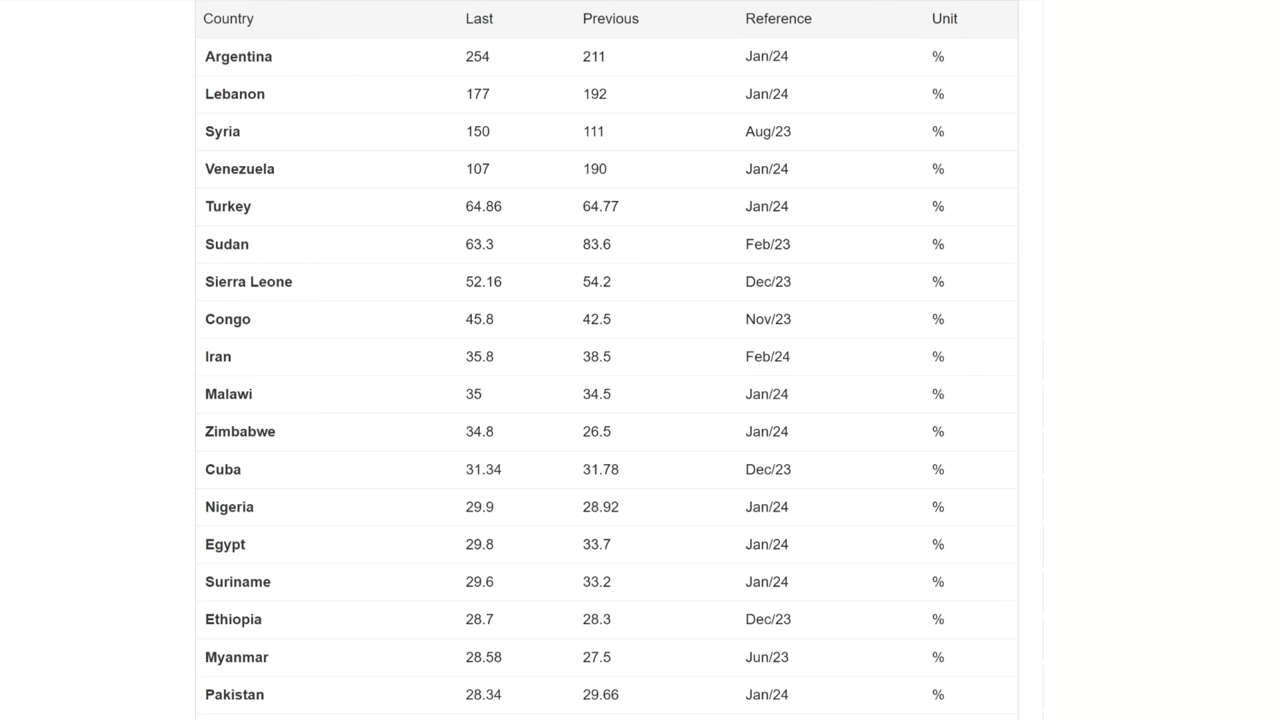 Country Last Previous Reference Unit
Argentina 254 211 Jan/24 %
Lebanon 177 192 Jan/24 %
Syria 150 111 Aug/23 %
Venezuela 107 190 Jan/24 %
Turkey 64.86 64.77 Jan/24 %
Sudan 63.3 83.6 Feb/23 %
Sierra Leone 52.16 54.2 Dec/23 %
Congo 45.8 42.5 Nov/23 %
Iran 35.8 38.5 Feb/24 %
Malawi 35 34.5 Jan/24 %
Zimbabwe 34.8 26.5 Jan/24 %
Cuba 31.34 31.78 Dec/23 %
Nigeria 29.9 28.92 Jan/24 %
Egypt 29.8 33.7 Jan/24 %
Suriname 29.6 33.2 Jan/24 %
Ethiopia 28.7 28.3 Dec/23 %
Myanmar 28.58 27.5 Jun/23 %
Pakistan 28.34 29.66 Jan/24 %